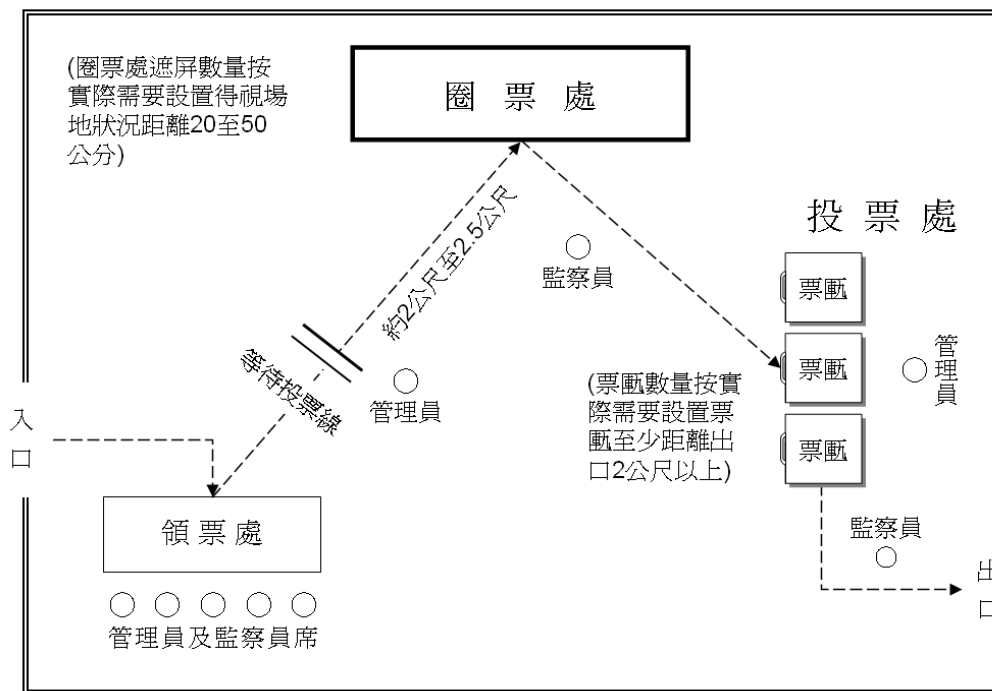 (圈票處遮屏數量按
實際需要設置得視場
地狀況距離20至50
公分)
圈票處
投票處
票匭
票匭
票匭
監察員
管理員
約2公尺至2.5公尺
等待投票線
管理員
(票匭數量按實
際需要設置票
匭至少距離出
口2公尺以上)
入口
領票處
管理員及監察員席
監察員
出口